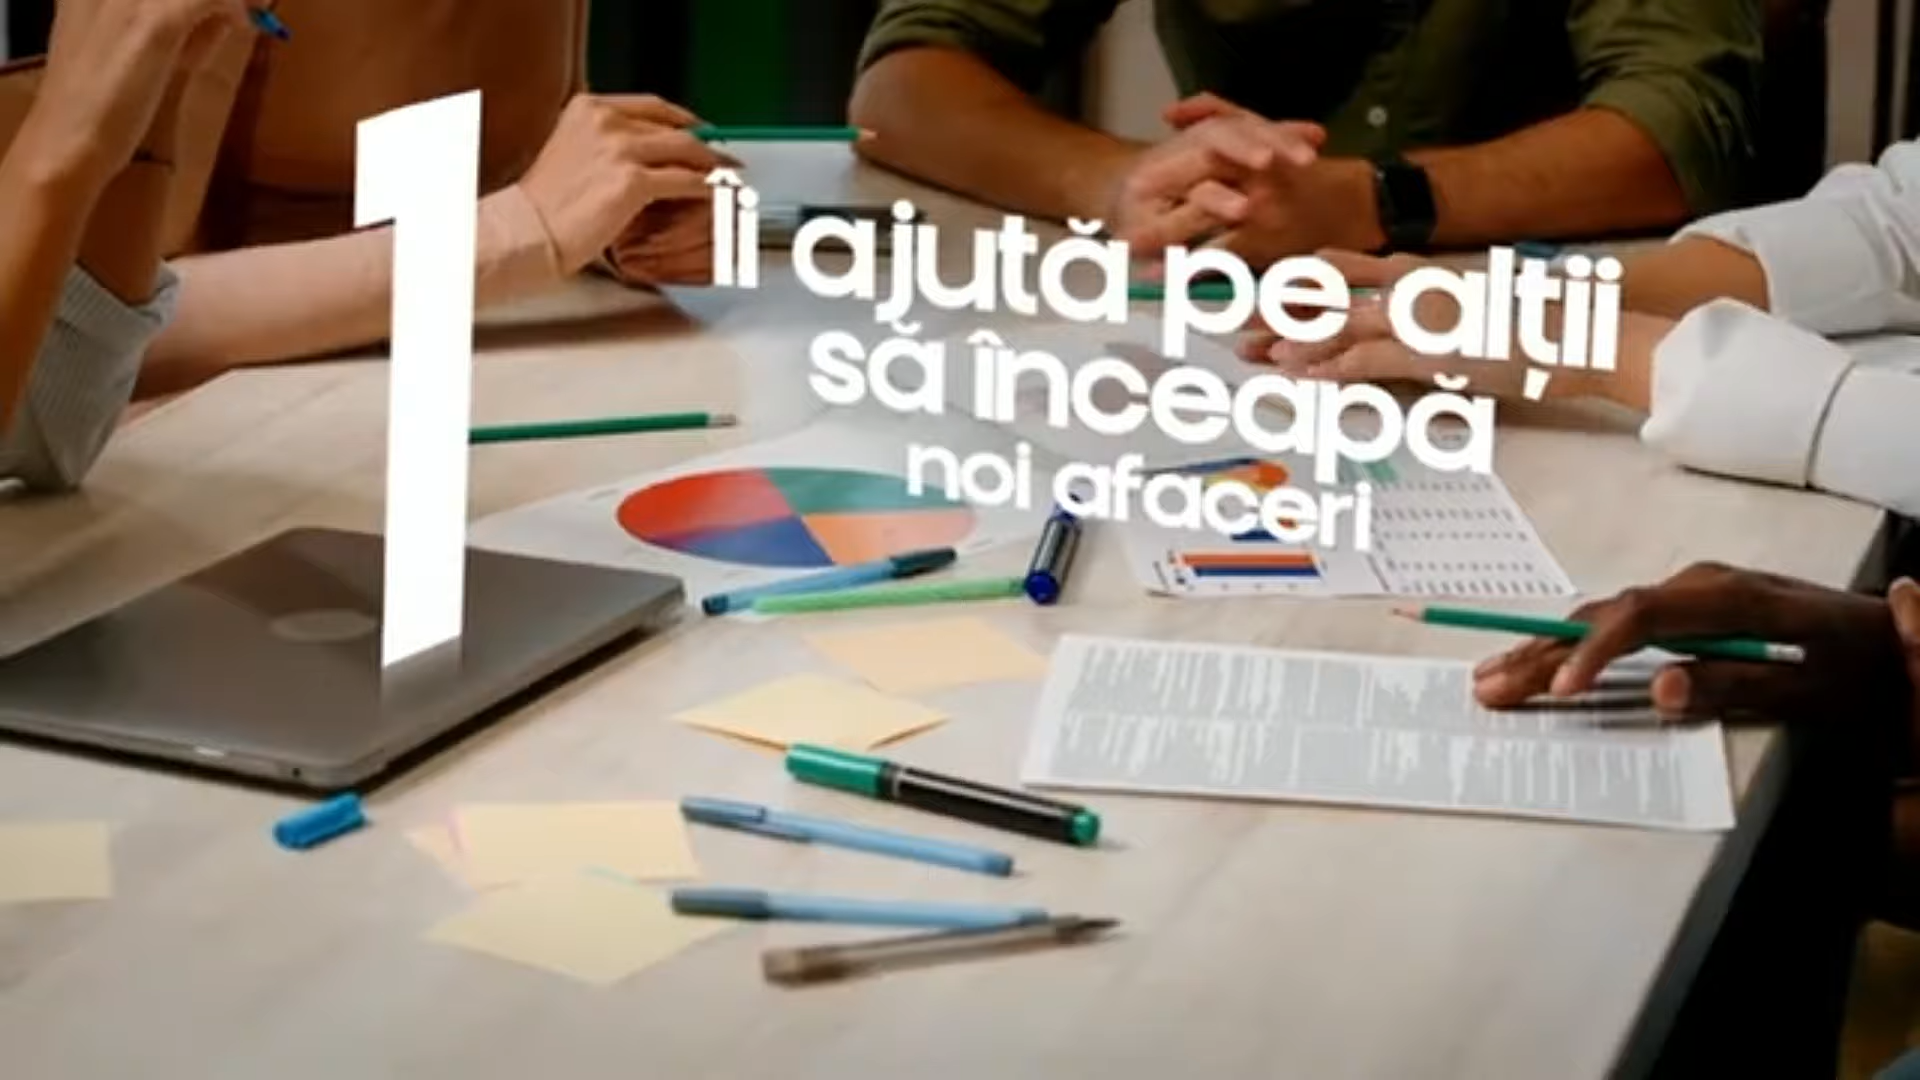 1
Îi ajută pe alții
să înceapă
noi afaceri